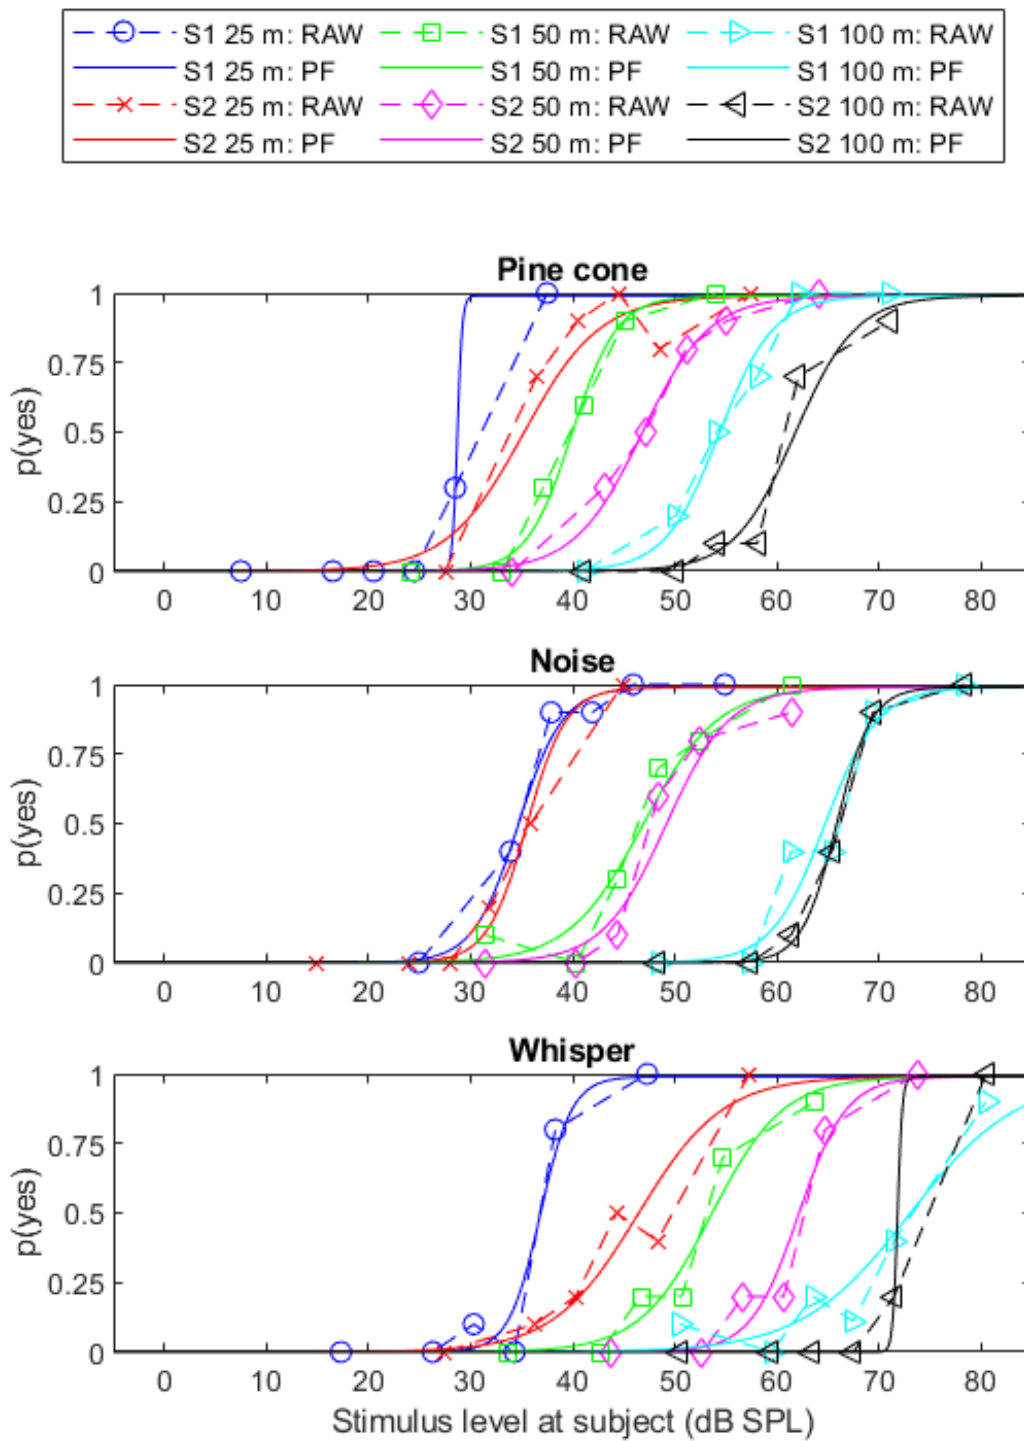 S1 25 m: RAW S1 50 m: RAW S1 100 m: RAW
S1 25 m: PF S1 50 m: PF S1 100 m: PF
S2 25 m: RAW S2 50 m: RAW S2 100 m: RAW
S2 25 m: PF S2 50 m: PF S2 100 m: PF
Pine cone
1
0.75
0.5
0.25
0
p(yes)
0 10 20 30 40 50 60 70 80
Noise
1
0.75
0.5
0.25
0
p(yes)
0 10 20 30 40 50 60 70 80
Whisper
1
0.75
0.5
0.25
0
p(yes)
0 10 20 30 40 50 60 70 80
Stimulus level at subject (dB SPL)